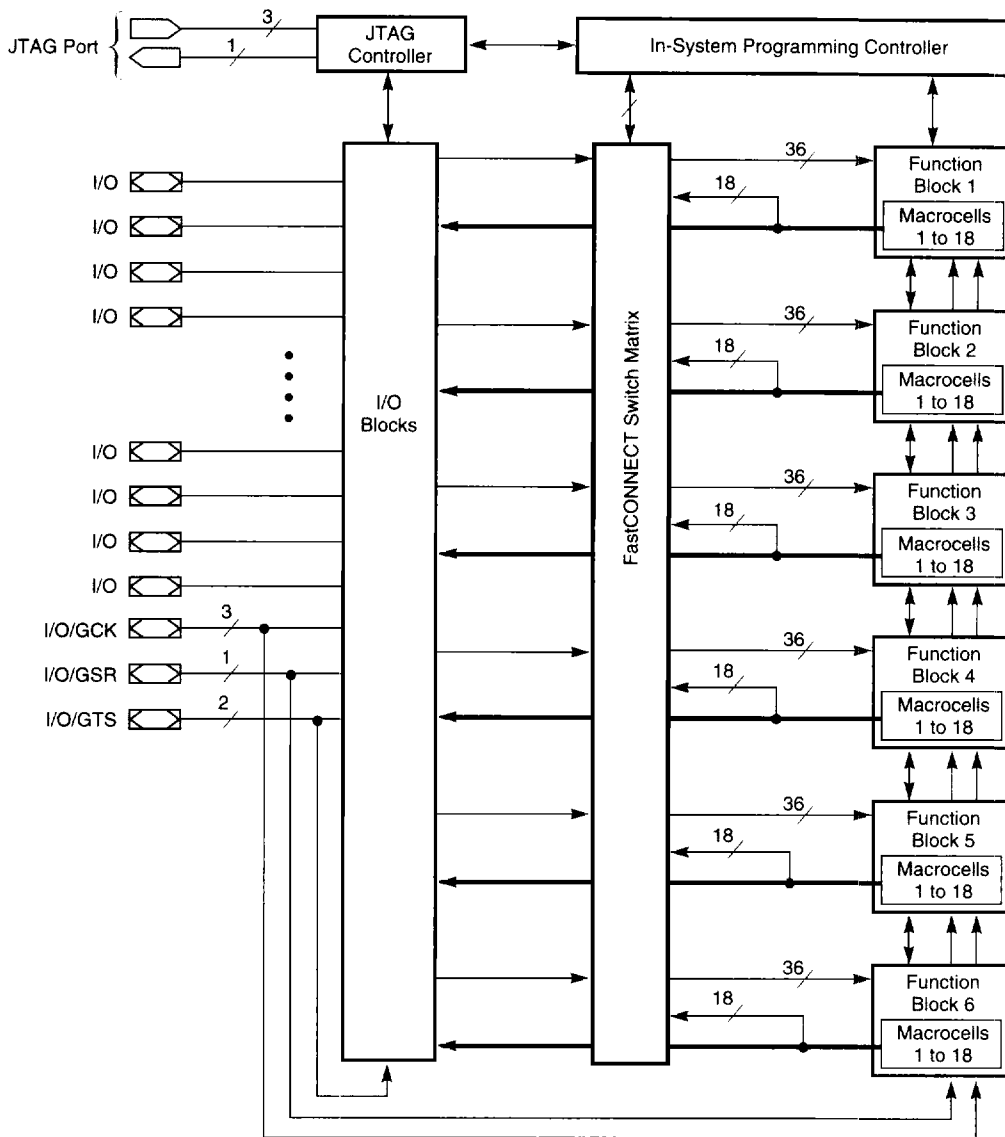 JTAG Port
3
1
JTAG
Controller
In-System Programming Controller
I/O
I/O
I/O
I/O
I/O
I/O
I/O
I/O
I/O/GCK
3
I/O/GSR
1
I/O/GTS
2
I/O
Blocks
FastCONNECT Switch Matrix
36
18
Function
Block 1
Macrocells
1 to 18
36
18
Function
Block 2
Macrocells
1 to 18
36
18
Function
Block 3
Macrocells
1 to 18
36
18
Function
Block 4
Macrocells
1 to 18
36
18
Function
Block 5
Macrocells
1 to 18
36
18
Function
Block 6
Macrocells
1 to 18